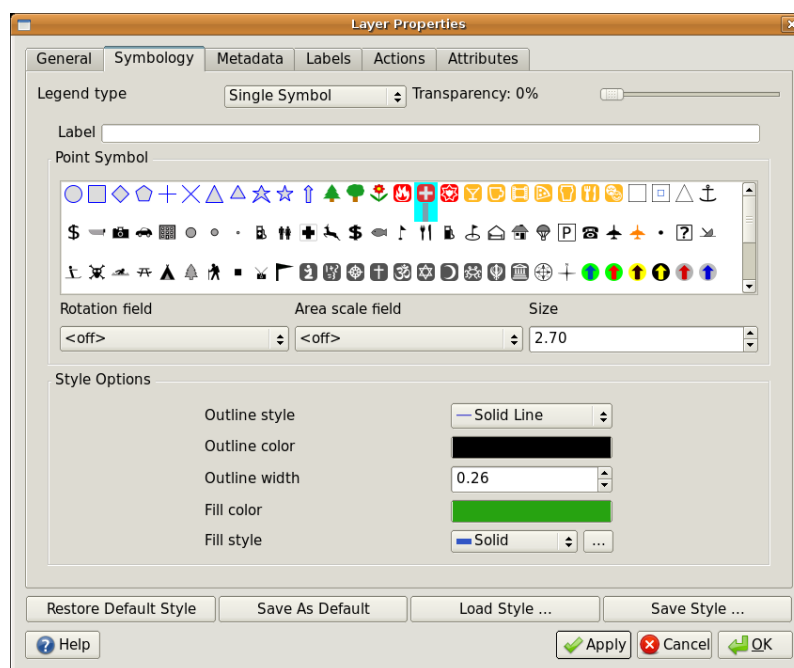 Layer Properties
General Symbology Metadata Labels Actions Attributes
Legend type Single Symbol Transparency: 0%
Label
Point Symbol
$ P ?
$
Rotation field Area scale field Size
<off> <off> 2.70
Style Options
Outline style Solid Line
Outline color
Outline width 0.26
Fill color
Fill style Solid ...
Restore Default Style Save As Default Load Style ... Save Style ...
Help Apply Cancel OK